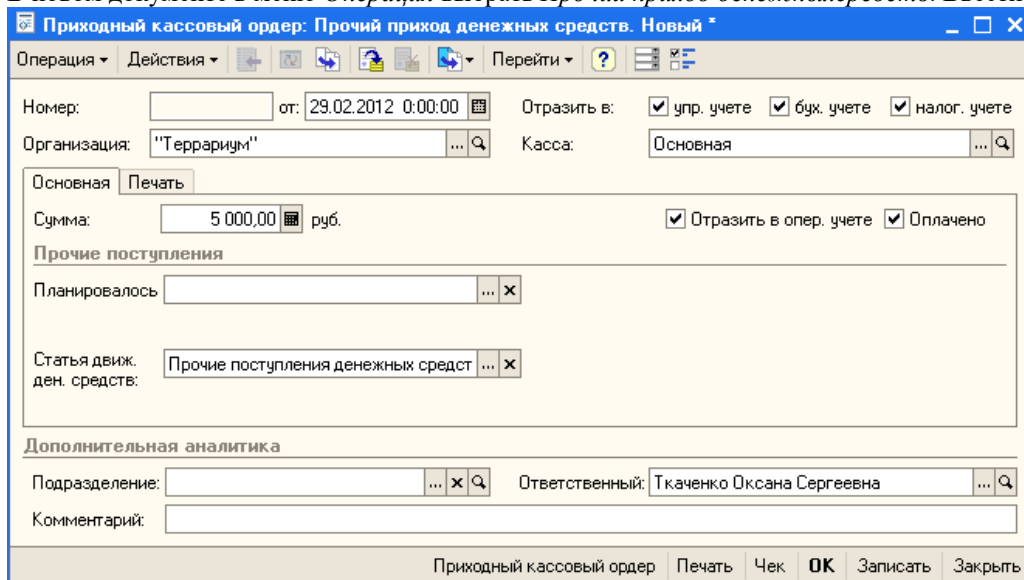 Приходный кассовый ордер: Прочий приход денежных средств. Новый *
Операция Действия Перейти ?
Номер: от: 29.02.2012 0:00:00 Отразить в: упр. учете бух. учете налог. учете
Организация: "Террариум" ... Касса: Основная ...
Основная Печать
Сумма: 5 000,00 руб. Отразить в опер. учете Оплачено
Прочие поступления
Планировалось ... x
Статья движ. ден. средств: Прочие поступления денежных средст ... x
Дополнительная аналитика
Подразделение: ... x Ответственный: Ткаченко Оксана Сергеевна ...
Комментарий:
Приходный кассовый ордер Печать Чек OK Записать Закрыть